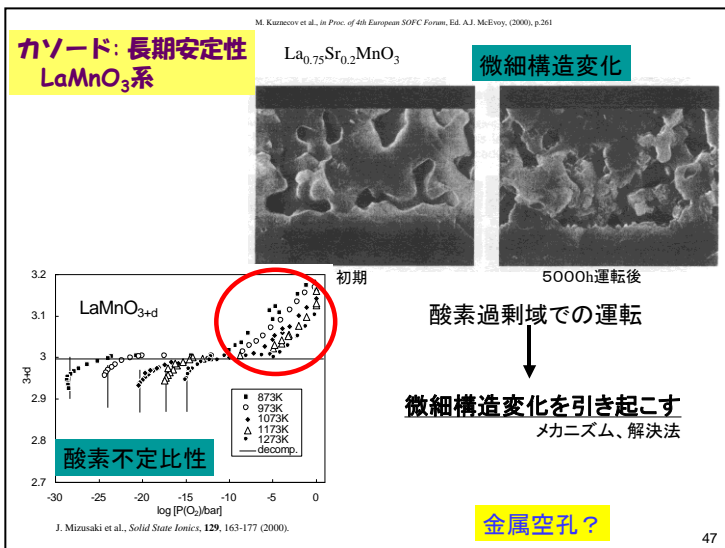 M. Kuznecov et al., in Proc. of 4th European SOFC Forum, Ed. A.J. McEvoy, (2000), p.261
カソード: 長期安定性
LaMnO₃系
La₀.₇₅Sr₀.₂MnO₃
微細構造変化
初期
5000h運転後
3.2
3.1
3
2.9
2.8
2.7
3+d
LaMnO₃₊d
873K
973K
1073K
1173K
1273K
decomp.
酸素不定比性
-30 -25 -20 -15 -10 -5 0
log [P(O₂)/bar]
J. Mizusaki et al., Solid State Ionics, 129, 163-177 (2000).
酸素過剰域での運転
微細構造変化を引き起こす
メカニズム、解決法
金属空孔？
47